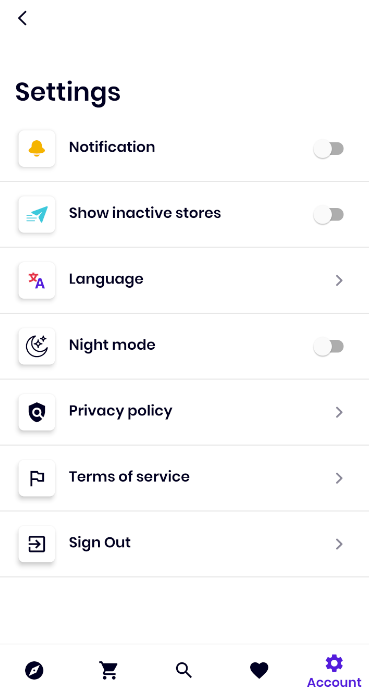 Settings
Notification
Show inactive stores
Language
Night mode
Privacy policy
Terms of service
Sign Out
Account